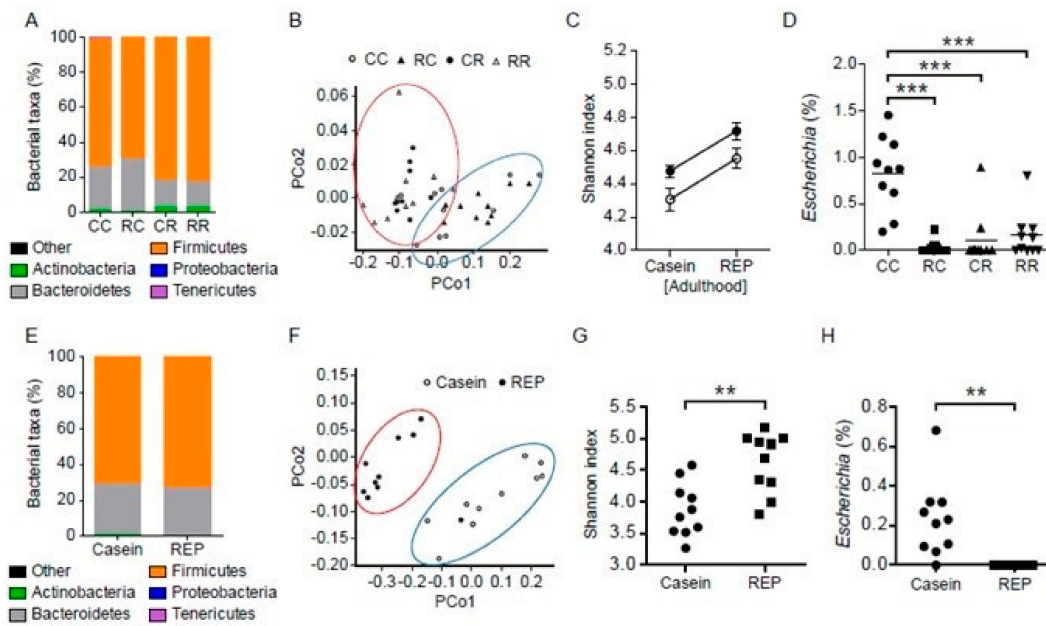 A
Bacterial taxa (%)
100
80
60
40
20
0
CC RC CR RR
Other Firmicutes
Actinobacteria Proteobacteria
Bacteroidetes Tenericutes
B
CC RC CR RR
PCo2
0.06
0.04
0.02
0.00
-0.02
-0.2 -0.1 0.0 0.1 0.2
PCo1
C
Shannon index
5.2
4.8
4.6
4.4
4.2
4.0
Casein REP
[Adulthood]
D
***
***
***
Escherichia (%)
2.0
1.5
1.0
0.5
0.0
CC RC CR RR
E
Bacterial taxa (%)
100
80
60
40
20
0
Casein REP
Other Firmicutes
Actinobacteria Proteobacteria
Bacteroidetes Tenericutes
F
Casein REP
PCo2
0.15
0.10
0.05
0.00
-0.05
-0.10
-0.15
-0.20
-0.3 -0.2 -0.1 0.0 0.1 0.2
PCo1
G
**
Shannon index
5.5
5.0
4.5
4.0
3.5
3.0
Casein REP
H
**
Escherichia (%)
0.8
0.6
0.4
0.2
0.0
Casein REP